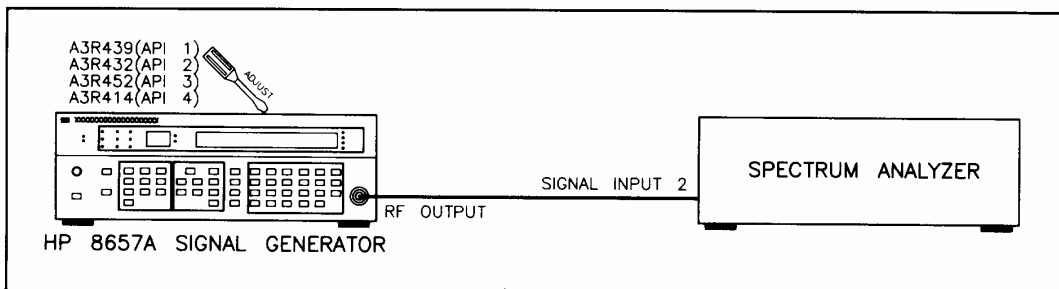 A3R439(API 1)
A3R432(API 2)
A3R452(API 3)
A3R414(API 4)
ADJUST
SPECTRUM ANALYZER
SIGNAL INPUT 2
RF OUTPUT
HP 8657A SIGNAL GENERATOR